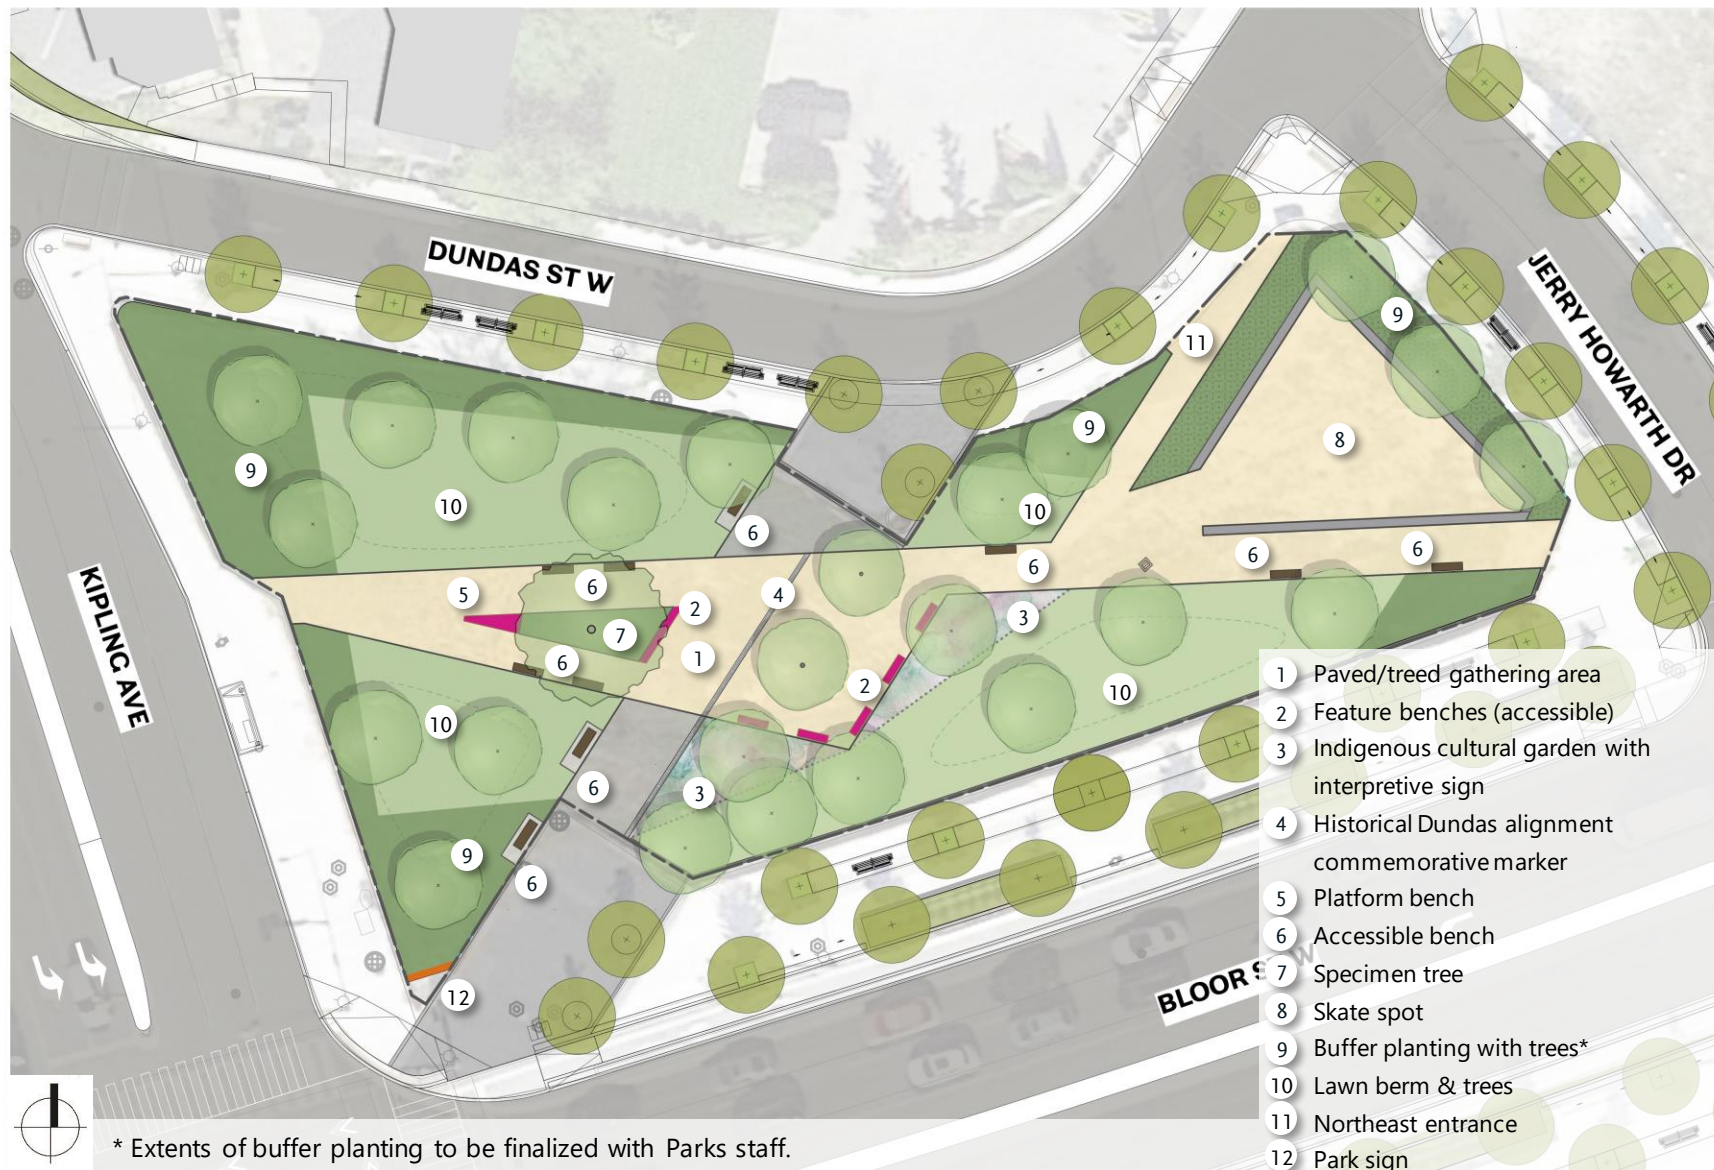 DUNDAS ST W
JERRY HOWARTH DR
KIPLING AVE
BLOOR ST W
11
9
9
8
9
10
10
6
6
6
6
6
5
4
2
3
7
1
6
2
10
10
6
3
9
6
12
1 Paved/treed gathering area
2 Feature benches (accessible)
3 Indigenous cultural garden with
interpretive sign
4 Historical Dundas alignment
commemorative marker
5 Platform bench
6 Accessible bench
7 Specimen tree
8 Skate spot
9 Buffer planting with trees*
10 Lawn berm & trees
11 Northeast entrance
12 Park sign
* Extents of buffer planting to be finalized with Parks staff.